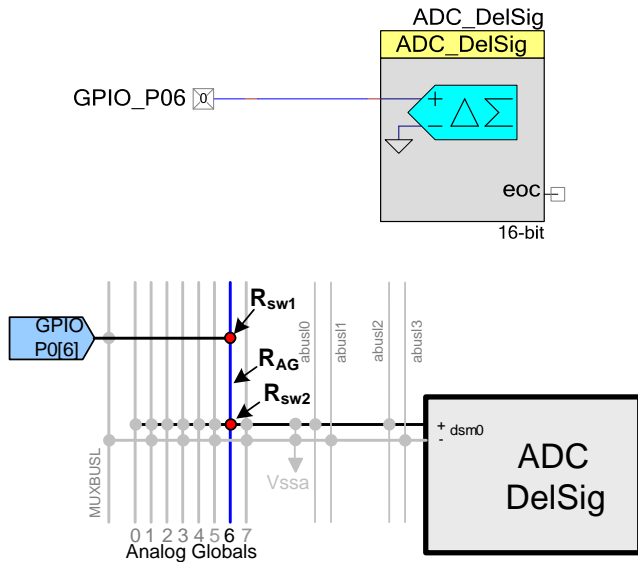 ADC_DelSig
ADC_DelSig
GPIO_P06
0
+
ΔΣ
-
eoc
16-bit
Rsw1
GPIO
P0[6]
RAG
Rsw2
abusl0
abusl1
abusl2
abusl3
+ dsm0
-
ADC
DelSig
Vssa
MUXBUSL
0 1 2 3 4 5 6 7
Analog Globals